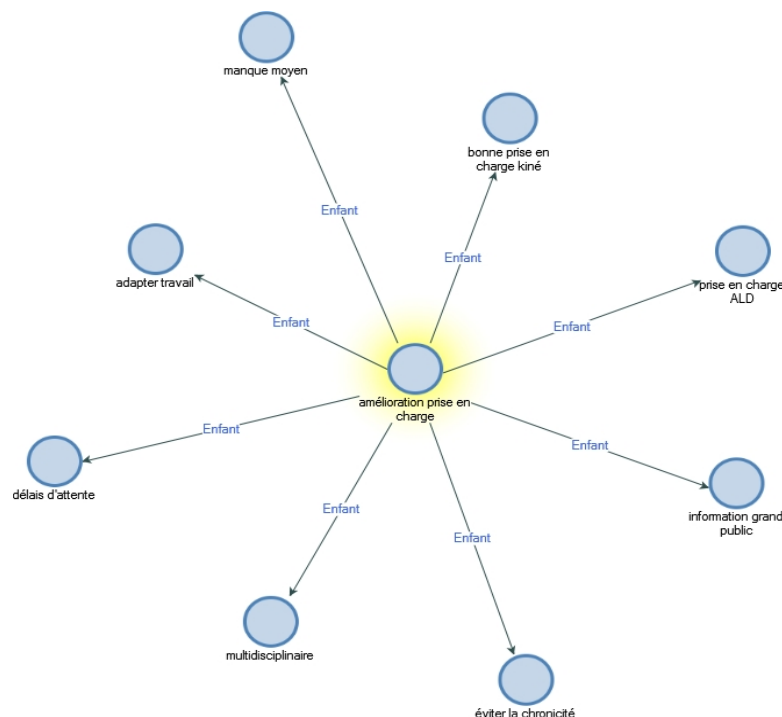 manque moyen
bonne prise en
charge kiné
Enfant
Enfant
adapter travail
prise en charge
ALD
Enfant
Enfant
amélioration prise en
charge
Enfant
Enfant
délais d'attente
information grand
public
Enfant
Enfant
multidisciplinaire
éviter la chronicité